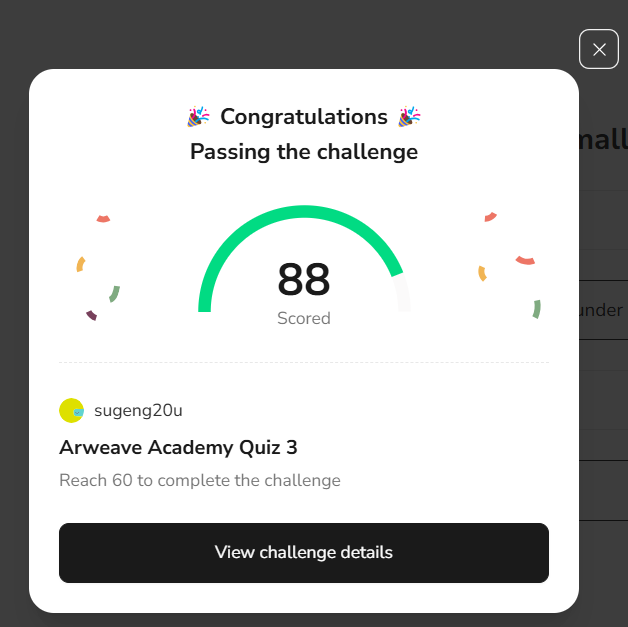 🎉 Congratulations 🎉
Passing the challenge
88
Scored
sugeng20u
Arweave Academy Quiz 3
Reach 60 to complete the challenge
View challenge details
under